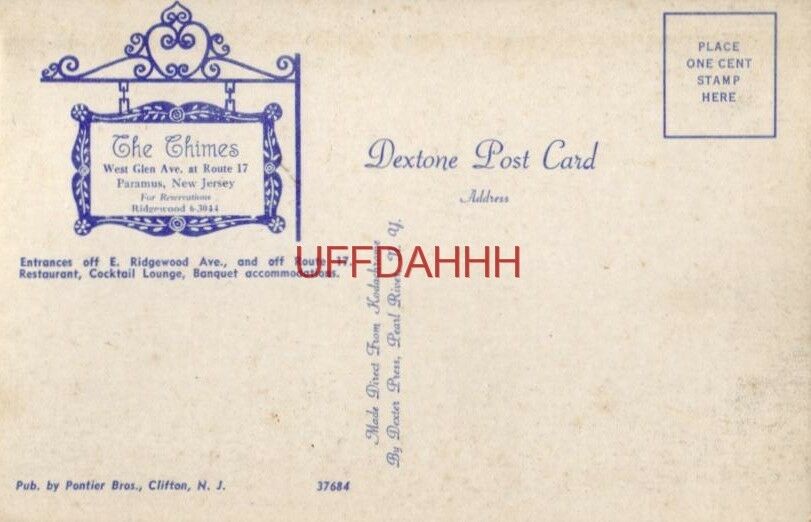 The Chimes
West Glen Ave. at Route 17
Paramus, New Jersey
For Reservations
Ridgewood 6-3044
Entrances off E. Ridgewood Ave., and off Route 17.
Restaurant, Cocktail Lounge, Banquet accommodations.
Pub. by Pontier Bros., Clifton, N. J.
37684
Made Direct From Kodachrome
By Dexter Press, Pearl River, N. Y.
Dextone Post Card
Address
PLACE
ONE CENT
STAMP
HERE
UFFDAHHH